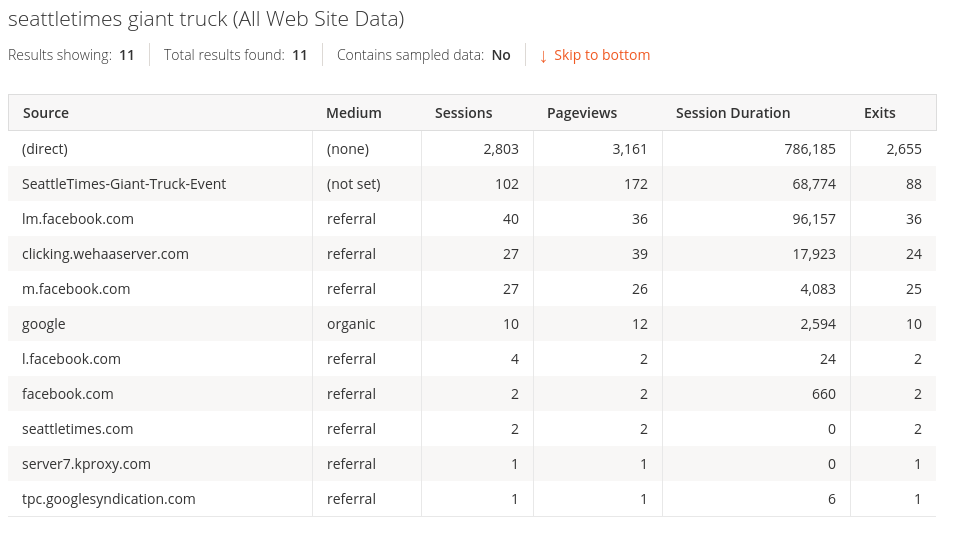 seattletimes giant truck (All Web Site Data)
Results showing: 11 Total results found: 11 Contains sampled data: No ↓ Skip to bottom
Source Medium Sessions Pageviews Session Duration Exits
(direct) (none) 2,803 3,161 786,185 2,655
SeattleTimes-Giant-Truck-Event (not set) 102 172 68,774 88
lm.facebook.com referral 40 36 96,157 36
clicking.wehaaserver.com referral 27 39 17,923 24
m.facebook.com referral 27 26 4,083 25
google organic 10 12 2,594 10
l.facebook.com referral 4 2 24 2
facebook.com referral 2 2 660 2
seattletimes.com referral 2 2 0 2
server7.kproxy.com referral 1 1 0 1
tpc.googlesyndication.com referral 1 1 6 1